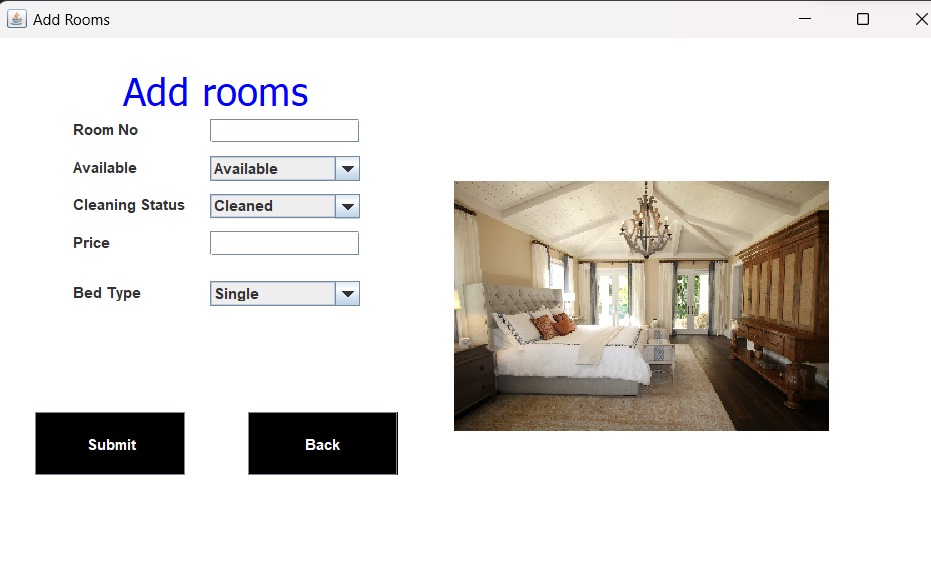 Add Rooms
Add rooms
Room No
Available Available
Cleaning Status Cleaned
Price
Bed Type Single
Submit Back